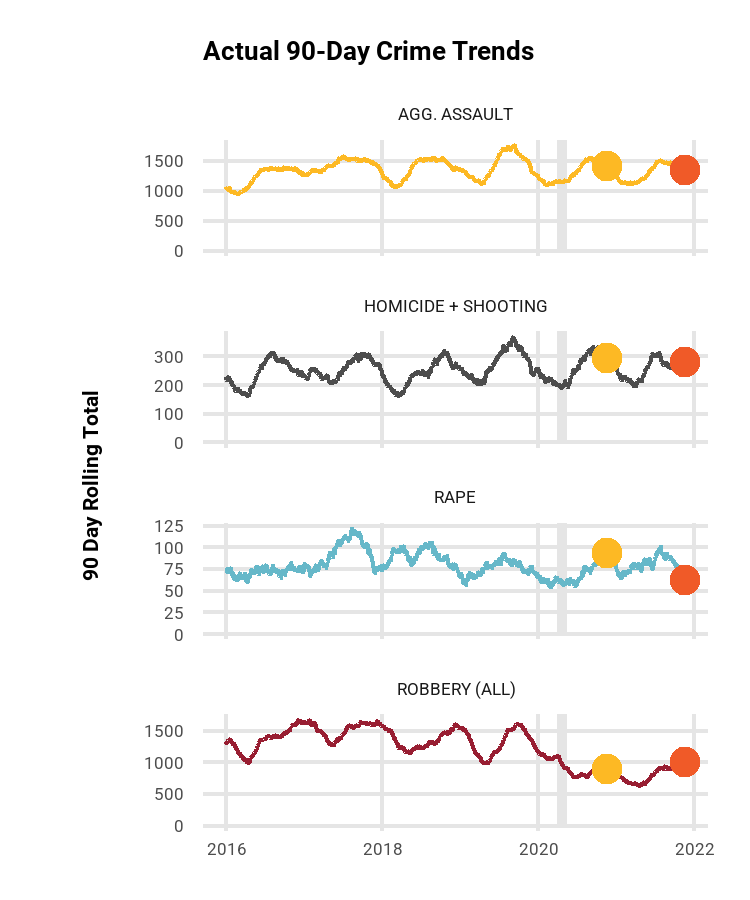 Actual 90-Day Crime Trends
AGG. ASSAULT
1500
1000
500
0
HOMICIDE + SHOOTING
300
200
100
0
90 Day Rolling Total
RAPE
125
100
75
50
25
0
ROBBERY (ALL)
1500
1000
500
0
2016 2018 2020 2022